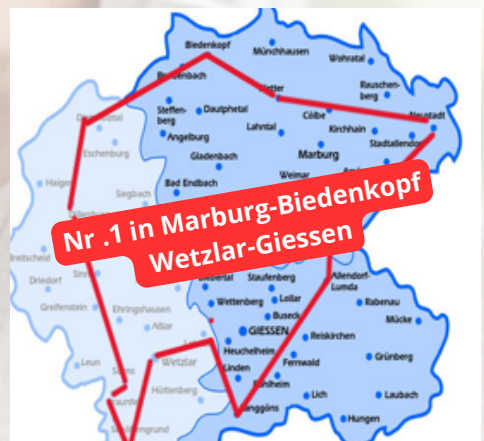 Biedenkopf
Münchhausen
Wohratal
Rauschen-
berg
Steffen-
berg
Dautphetal
Cölbe
Neustadt
Angelburg
Lahntal
Kirchhain
Stadtallendorf
Eschenburg
Gladenbach
Marburg
Haiger
Siegbach
Bad Endbach
Weimar
Nr .1 in Marburg-Biedenkopf
Wetzlar-Giessen
Driedorf
Staufenberg
Allendorf-
Lumda
Greifenstein
Ehringshausen
Wettenberg
Lollar
Rabenau
Buseck
Mücke
Aßlar
GIESSEN
Reiskirchen
Heuchelheim
Leun
Wetzlar
Linden
Fernwald
Grünberg
Hüttenberg
Lich
Laubach
Hungen